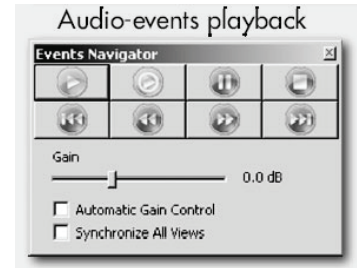 Audio-events playback
Events Navigator
Gain
0.0 dB
Automatic Gain Control
Synchronize All Views